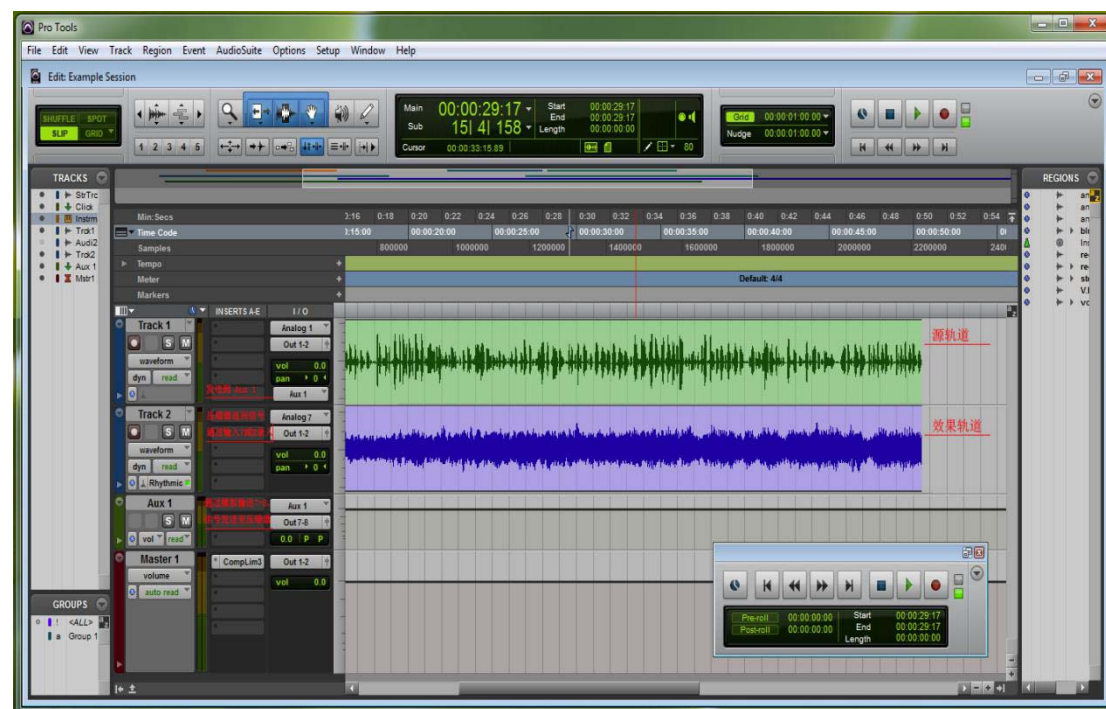 Pro Tools
File Edit View Track Region Event AudioSuite Options Setup Window Help
Edit: Example Session
SHUFFLE SPOT
SLIP GRID
1 2 3 4 5
Main 00:00:29:17
Sub 15| 4| 158
Start 00:00:29:17
End 00:00:29:17
Length 00:00:00:00
Cursor 00:00:33:15.89
80
Grid 00:00:01:00.00
Nudge 00:00:01:00.00
TRACKS
StrTrc
Click
Instrm
Trck1
Audi2
Trck2
Aux 1
Mstr1
GROUPS
! <ALL>
a Group 1
Min:Secs 0:16 0:18 0:20 0:22 0:24 0:26 0:28 0:30 0:32 0:34 0:36 0:38 0:40 0:42 0:44 0:46 0:48 0:50 0:52 0:54
Time Code 00:00:20:00 00:00:25:00 00:00:30:00 00:00:35:00 00:00:40:00 00:00:45:00 00:00:50:00
Samples 800000 1000000 1200000 1400000 1600000 1800000 2000000 2200000
Tempo
Meter Default: 4/4
Markers
INSERTS A-E I / O
Track 1
S M
waveform
dyn read
Analog 1
Out 1-2
vol 0.0
pan 0
Aux 1
源轨道
Track 2
S M
waveform
dyn read
Rhythmic
Analog 7
Out 1-2
vol 0.0
pan 0
效果轨道
Aux 1
S M
vol read
Aux 1
Out 7-8
0.0 P P
Master 1
volume
auto read
CompLim3
Out 1-2
vol 0.0
Pre-roll 00:00:00:00
Post-roll 00:00:00:00
Start 00:00:29:17
End 00:00:29:17
Length 00:00:00:00
REGIONS